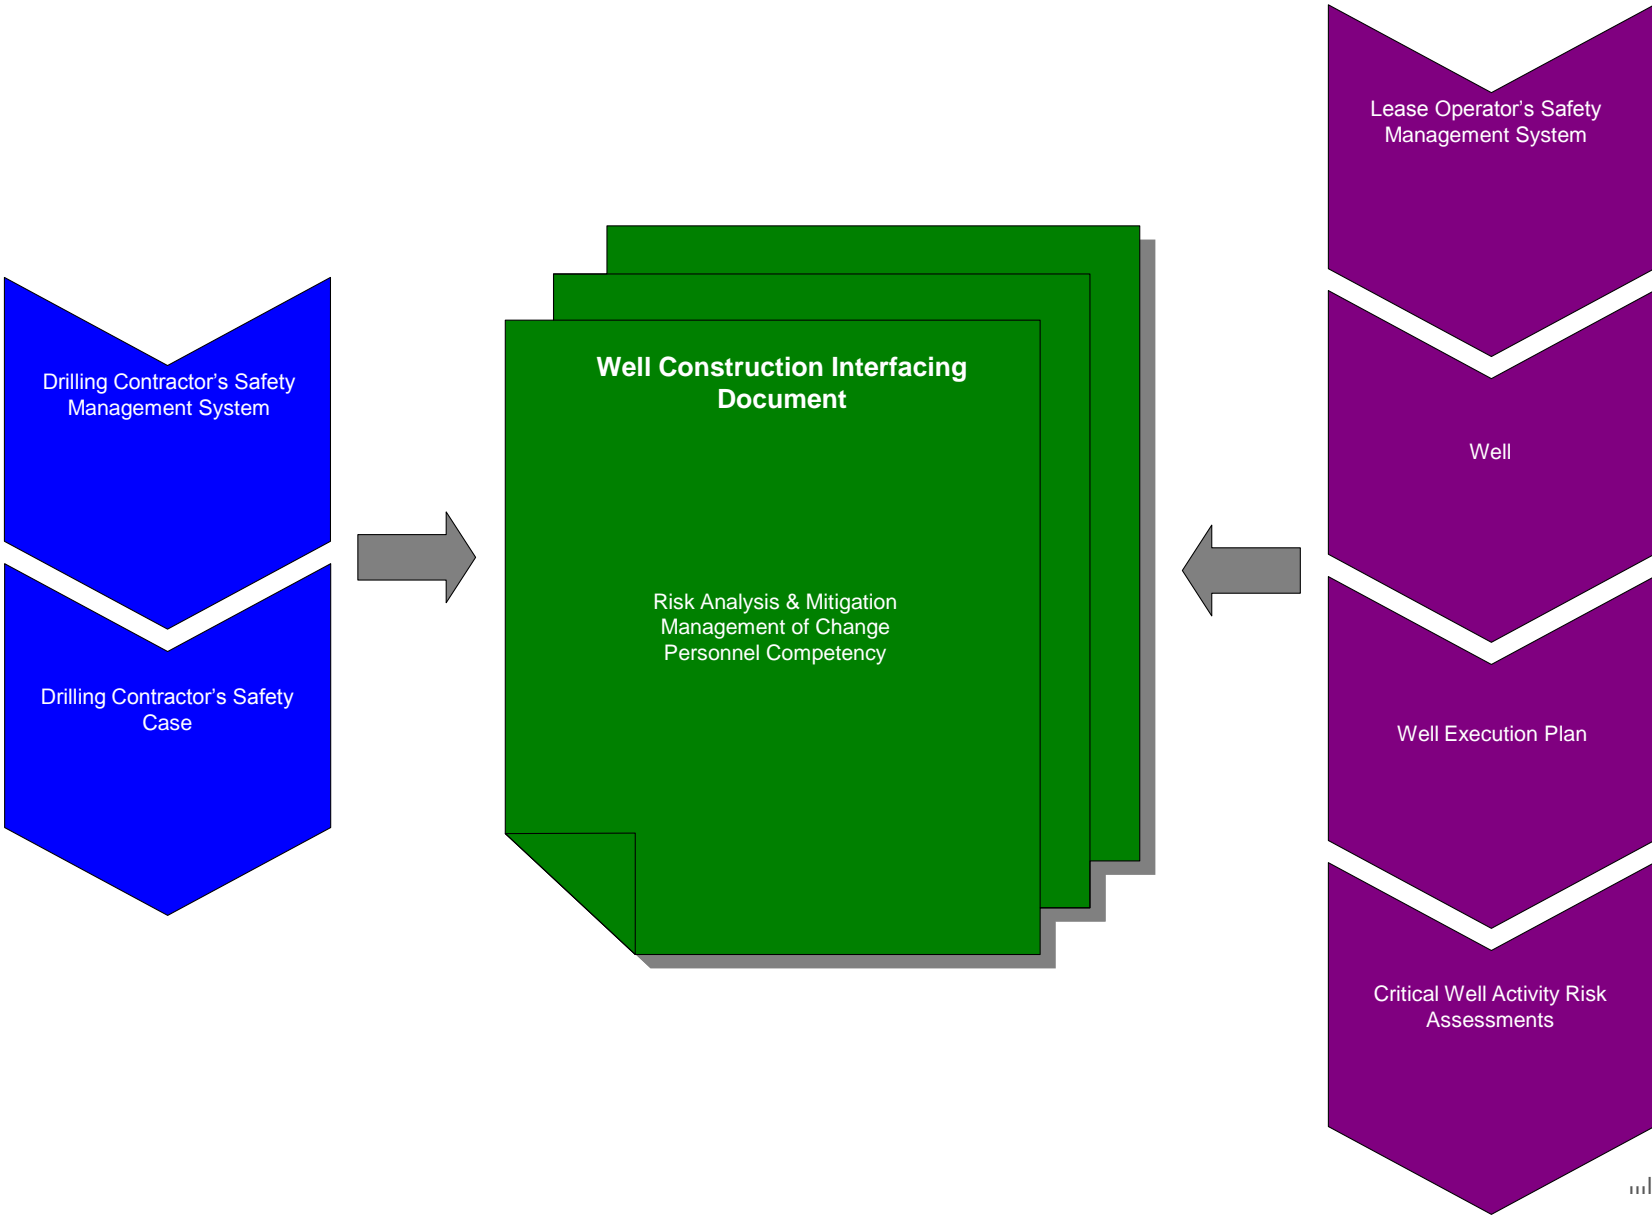 Lease Operator’s Safety
Management System
Drilling Contractor’s Safety
Management System
Well Construction Interfacing
Document
Well
Risk Analysis & Mitigation
Management of Change
Personnel Competency
Drilling Contractor’s Safety
Case
Well Execution Plan
Critical Well Activity Risk
Assessments